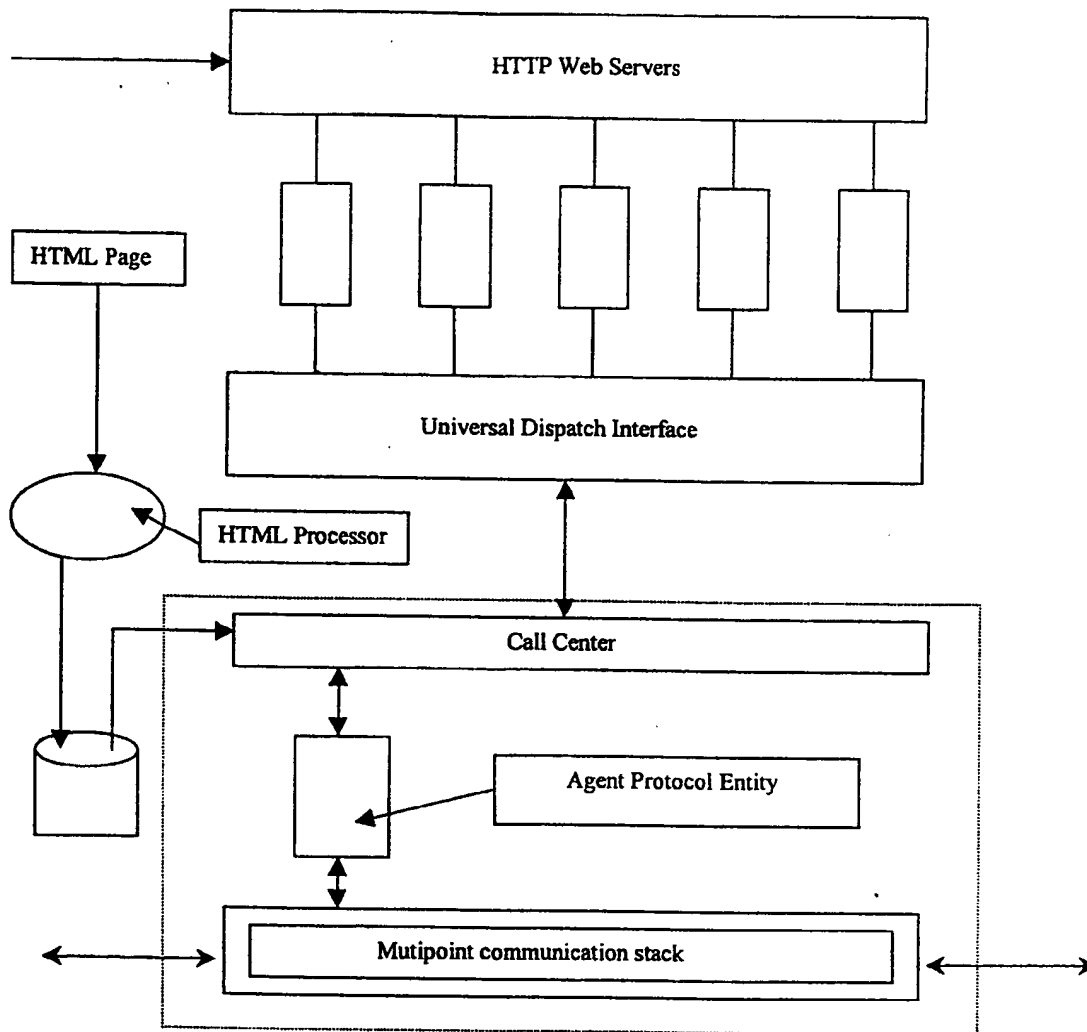 HTTP Web Servers
HTML Page
Universal Dispatch Interface
HTML Processor
Call Center
Agent Protocol Entity
Mutipoint communication stack